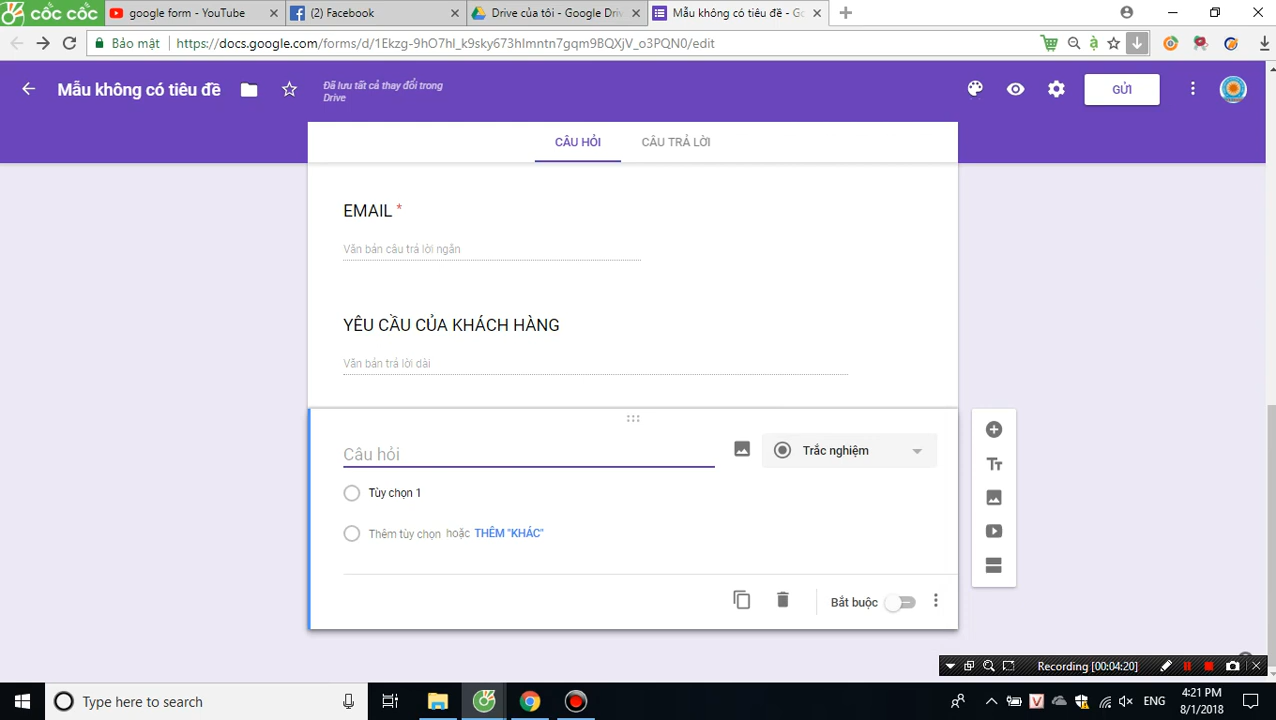 cốc cốc
google form - YouTube
(2) Facebook
Drive của tôi - Google Driv
Mẫu không có tiêu đề - Go
Bảo mật
https://docs.google.com/forms/d/1Ekzg-9hO7hl_k9sky673hlmntn7gqm9BQXjV_o3PQN0/edit
Mẫu không có tiêu đề
Đã lưu tất cả thay đổi trong
Drive
GỬI
CÂU HỎI
CÂU TRẢ LỜI
EMAIL *
Văn bản câu trả lời ngắn
YÊU CẦU CỦA KHÁCH HÀNG
Văn bản trả lời dài
Câu hỏi
Trắc nghiệm
Tùy chọn 1
Thêm tùy chọn hoặc THÊM "KHÁC"
Bắt buộc
Recording [00:04:20]
Type here to search
ENG
4:21 PM
8/1/2018